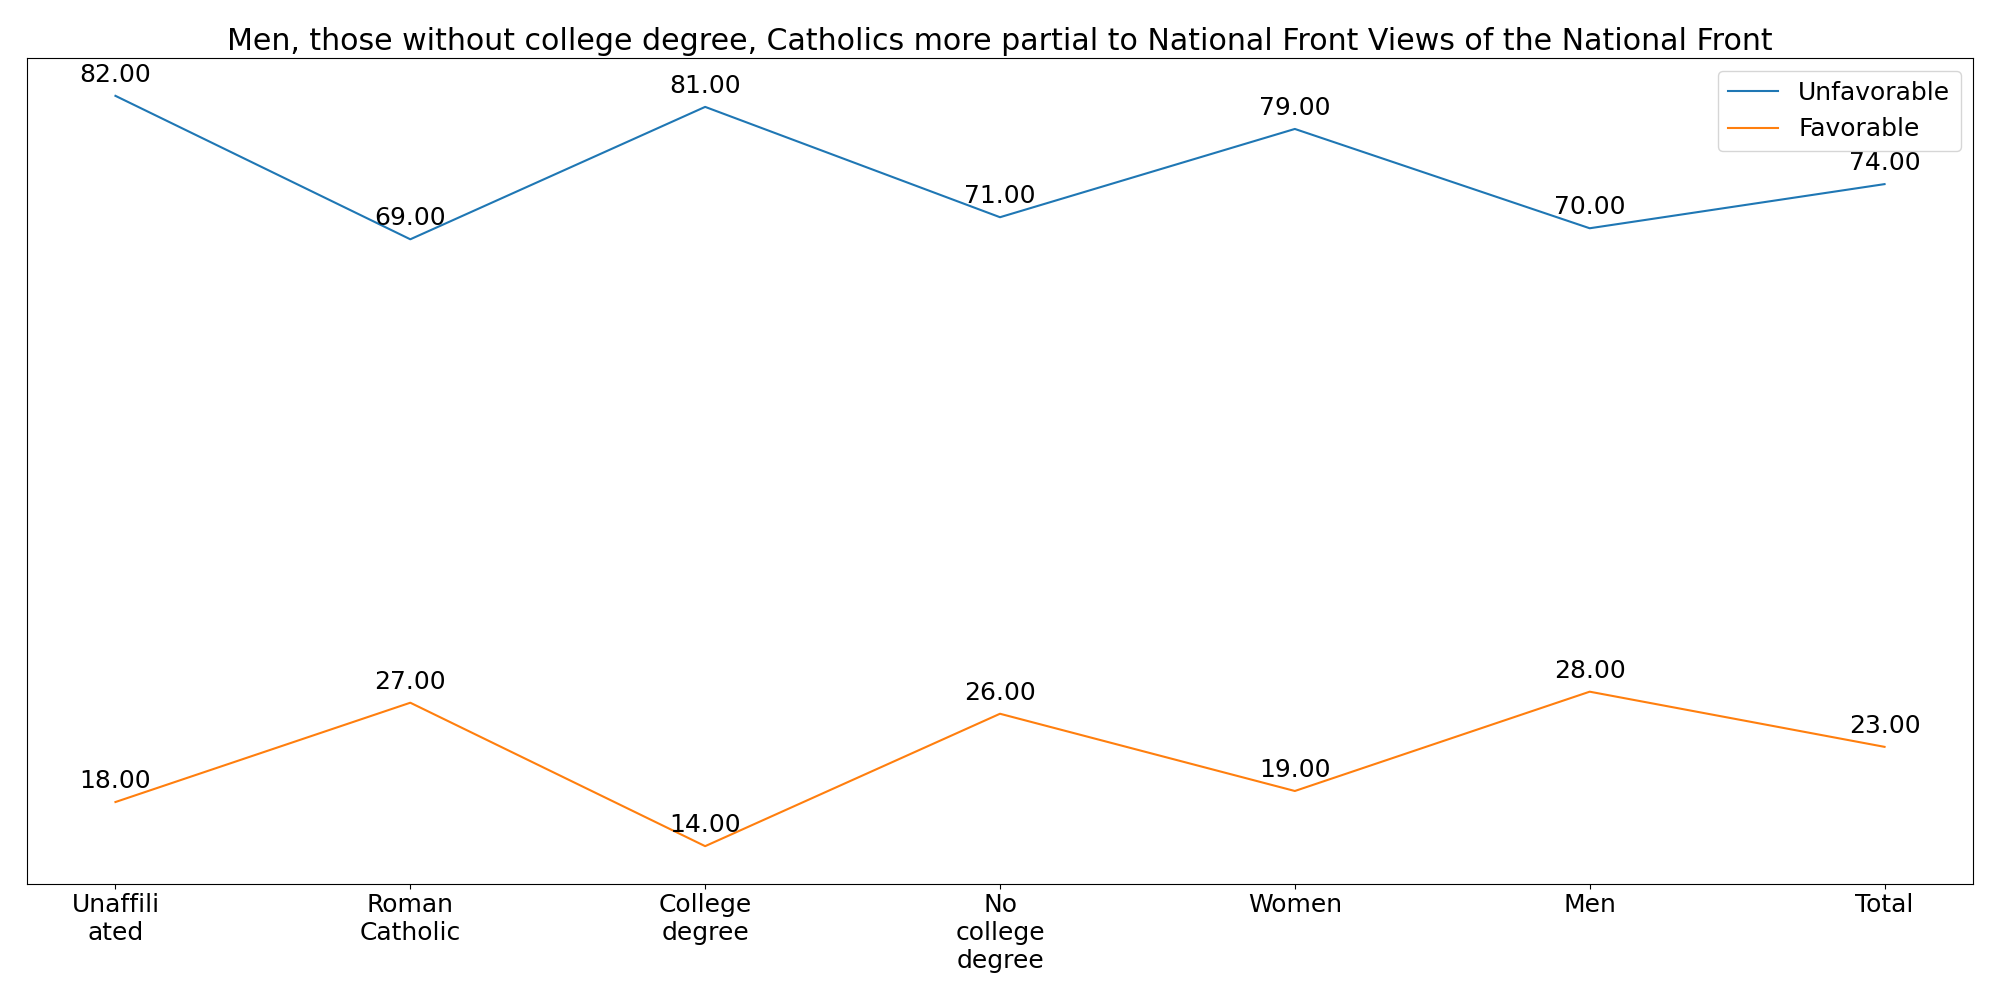 Men, those without college degree, Catholics more partial to National Front Views of the National Front
Unfavorable
Favorable
82.00
69.00
81.00
71.00
79.00
70.00
74.00
18.00
27.00
14.00
26.00
19.00
28.00
23.00
Unaffili
ated
Roman
Catholic
College
degree
No
college
degree
Women
Men
Total